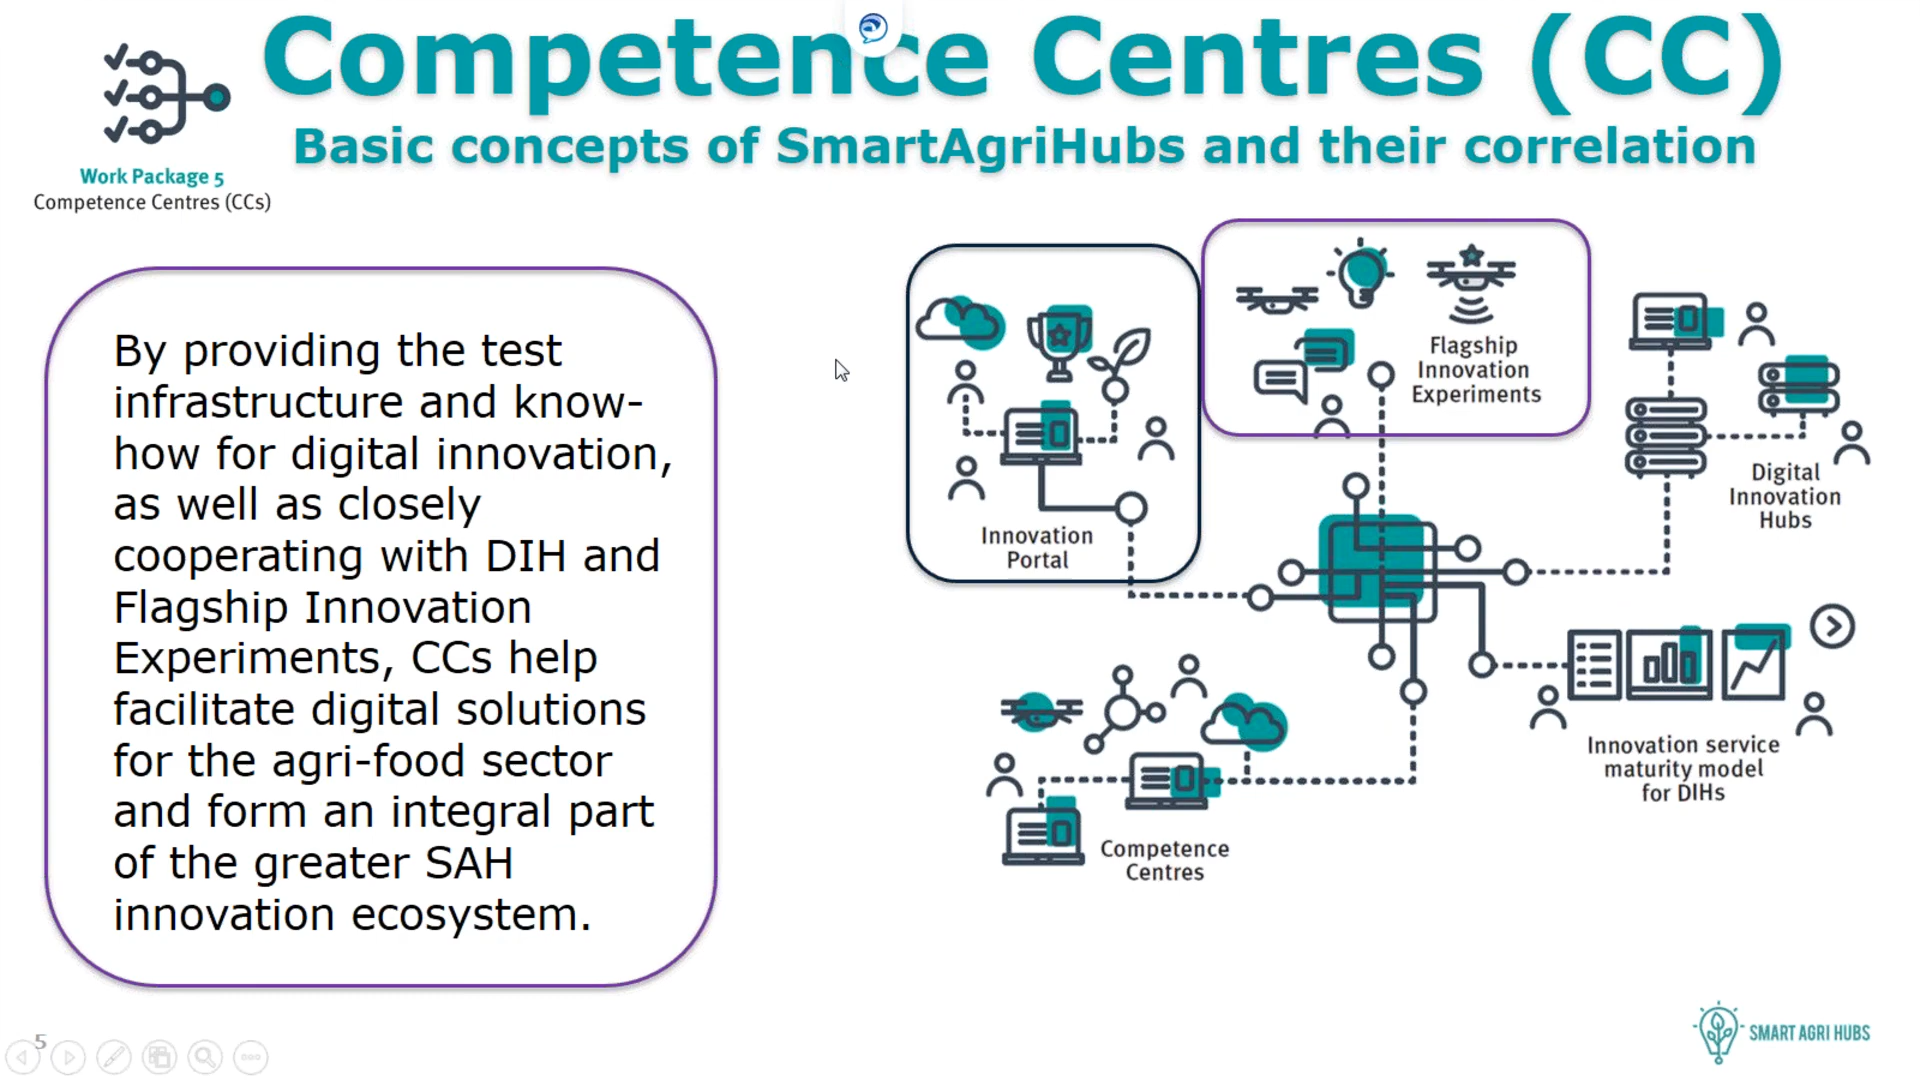 Competence Centres (CC)
Basic concepts of SmartAgriHubs and their correlation
Work Package 5
Competence Centres (CCs)
By providing the test
infrastructure and know-
how for digital innovation,
as well as closely
cooperating with DIH and
Flagship Innovation
Experiments, CCs help
facilitate digital solutions
for the agri-food sector
and form an integral part
of the greater SAH
innovation ecosystem.
Innovation
Portal
Flagship
Innovation
Experiments
Digital
Innovation
Hubs
Innovation service
maturity model
for DIHs
Competence
Centres
5
SMART AGRI HUBS